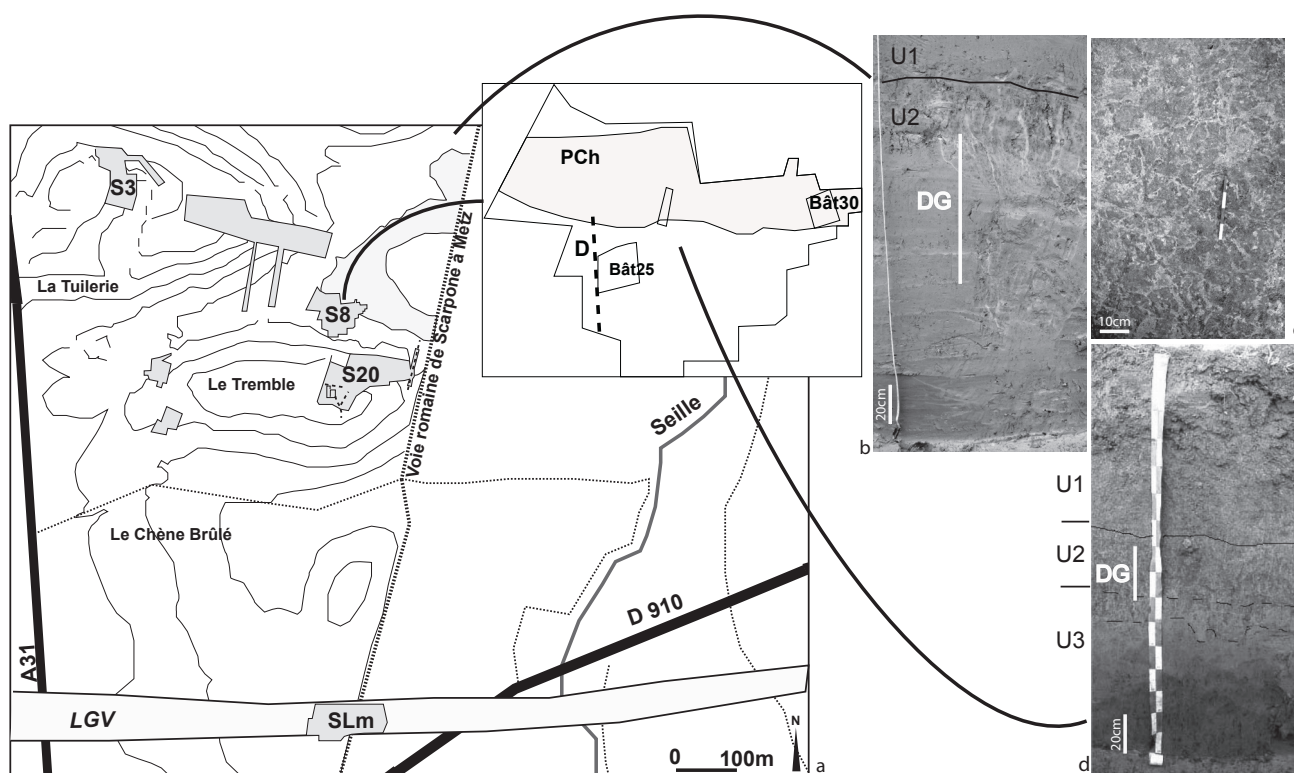 S3
La Tuilerie
S8
Le Tremble
S20
Voie romaine de Scarpone à Metz
Seille
Le Chène Brûlé
D 910
A31
LGV
SLm
0 100m
N
a
PCh
Bât30
D
Bât25
U1
U2
DG
20cm
b
10cm
U1
U2
DG
U3
20cm
d